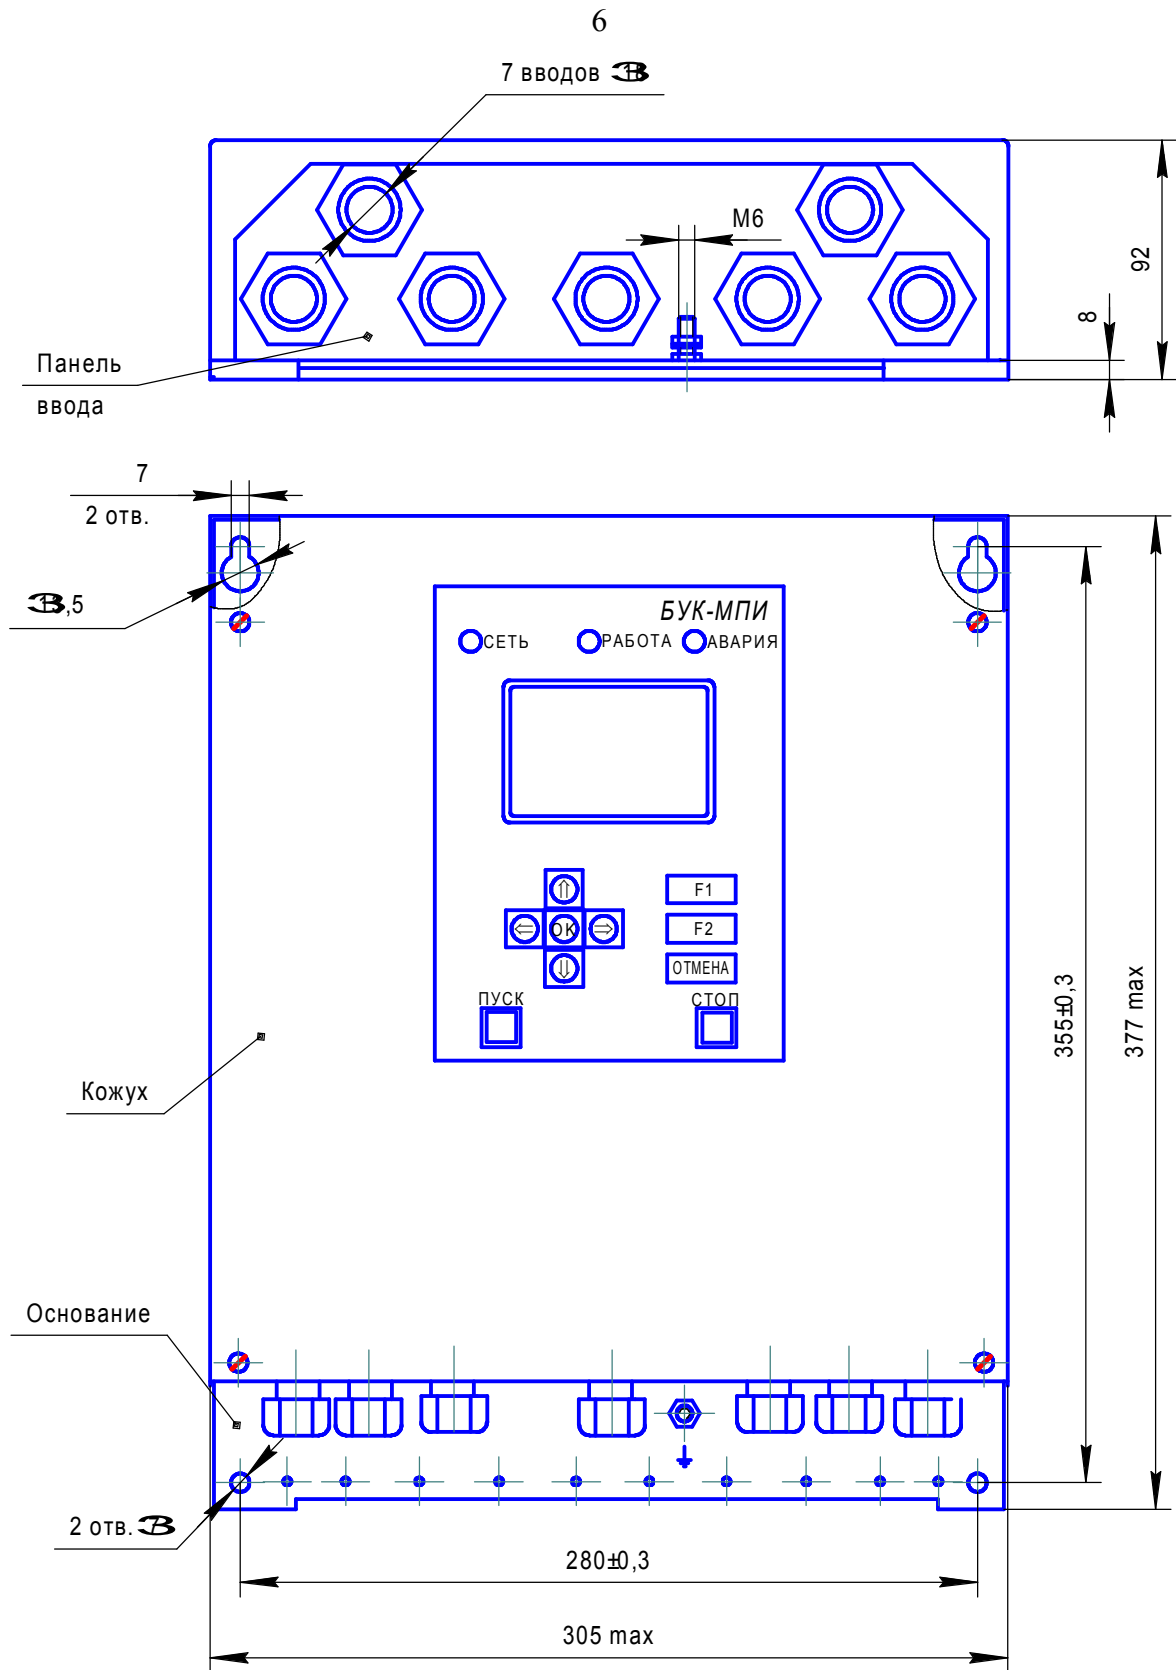 6
7 вводов
М6
92
8
Панель
ввода
7
2 отв.
,5
БУК-МПИ
СЕТЬ
РАБОТА
АВАРИЯ
F1
OK
F2
ОТМЕНА
ПУСК
СТОП
355±0,3
377 max
Кожух
Основание
2 отв.
280±0,3
305 max